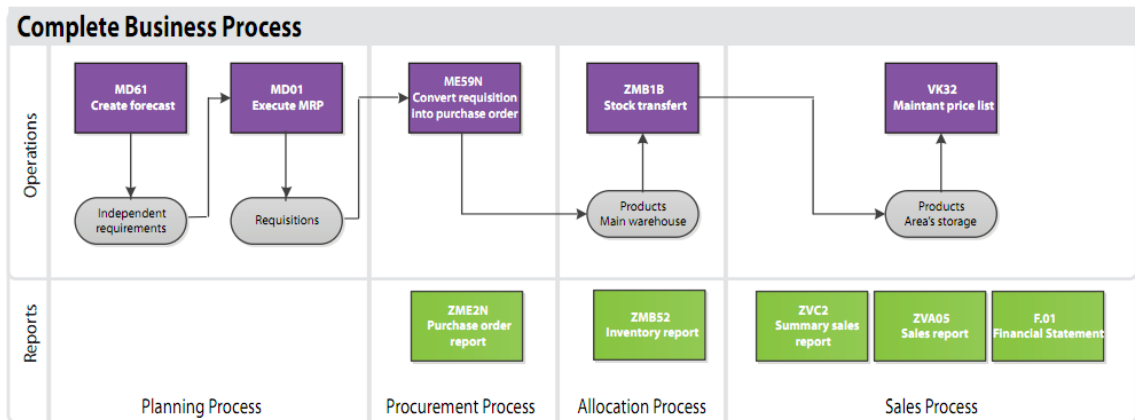 Complete Business Process
Operations
MD61
Create forecast
MD01
Execute MRP
ME59N
Convert requisition
into purchase order
ZMB1B
Stock transfert
VK32
Maintant price list
Independent
requirements
Requisitions
Products
Main warehouse
Products
Area's storage
Reports
ZME2N
Purchase order
report
ZMB52
Inventory report
ZVC2
Summary sales
report
ZVA05
Sales report
F.01
Financial Statement
Planning Process
Procurement Process
Allocation Process
Sales Process